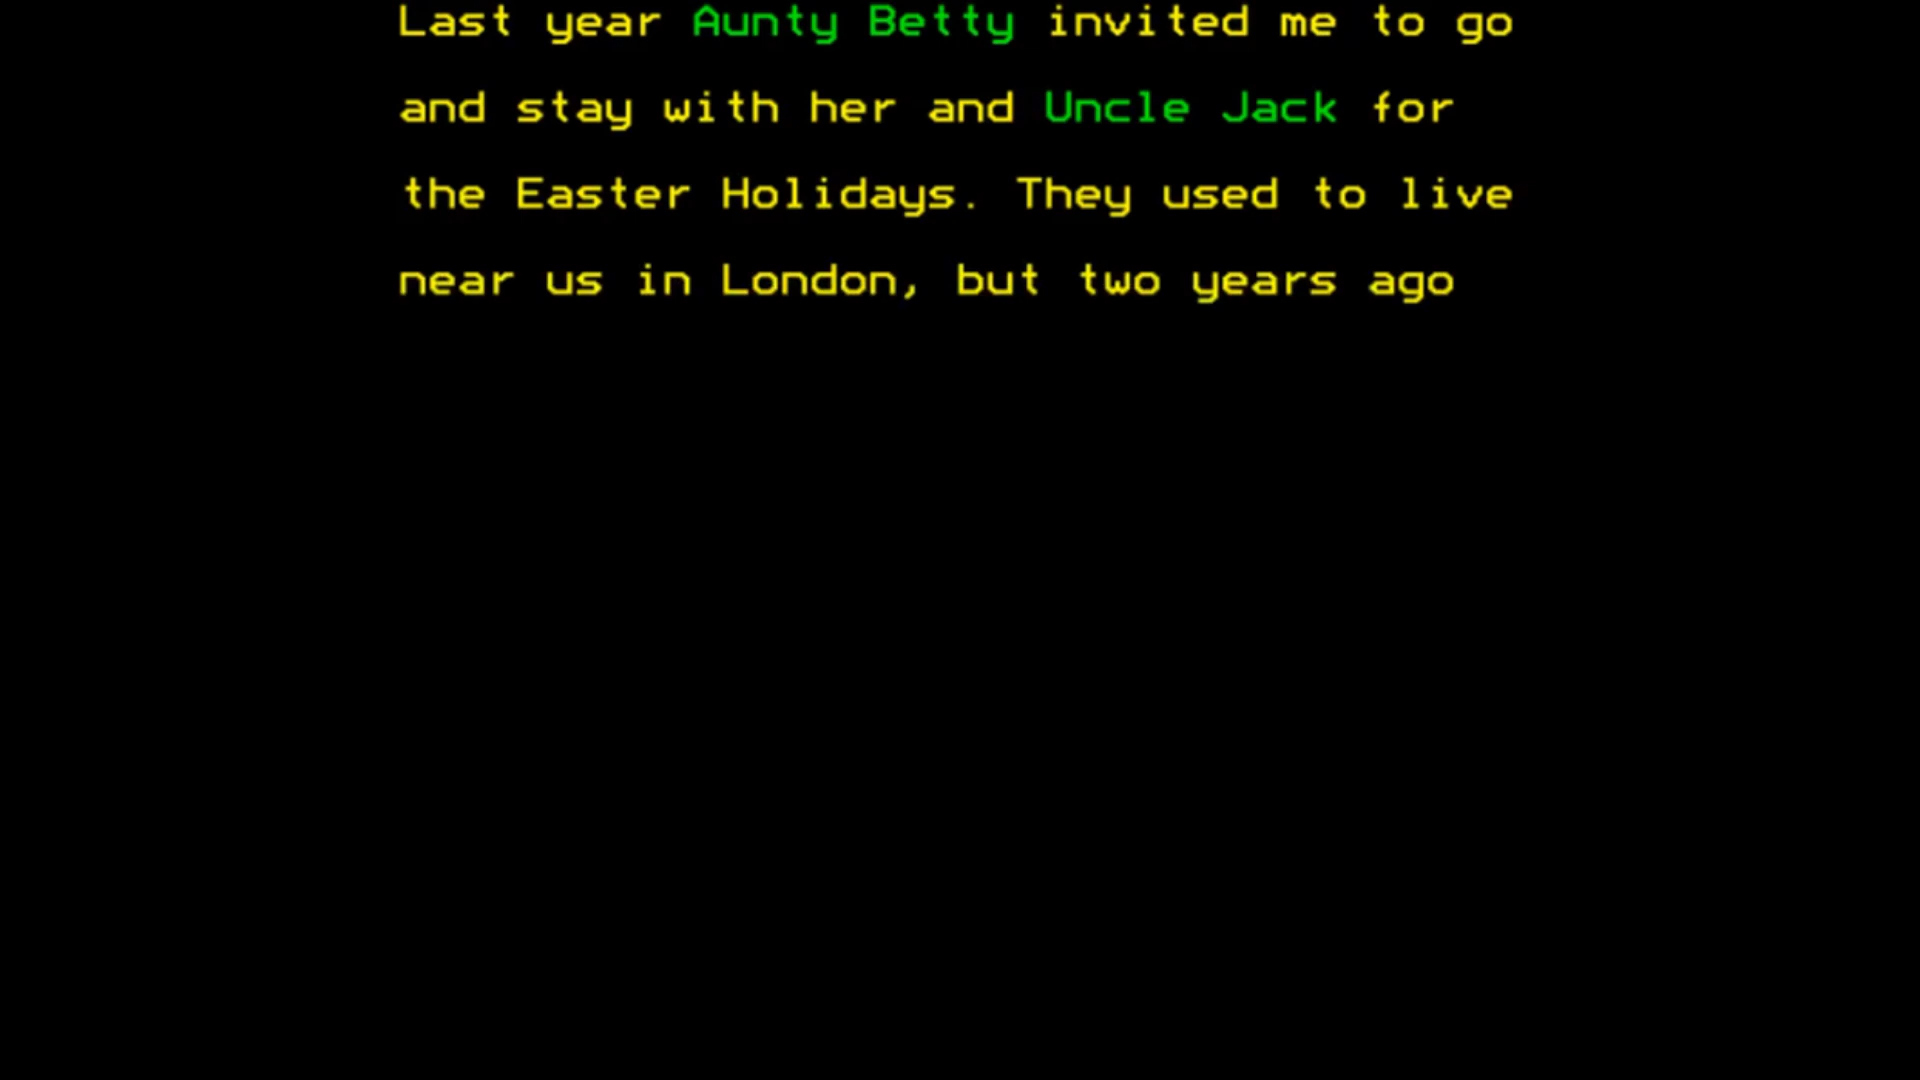 Last year Aunty Betty invited me to go
and stay with her and Uncle Jack for
the Easter Holidays. They used to live
near us in London, but two years ago